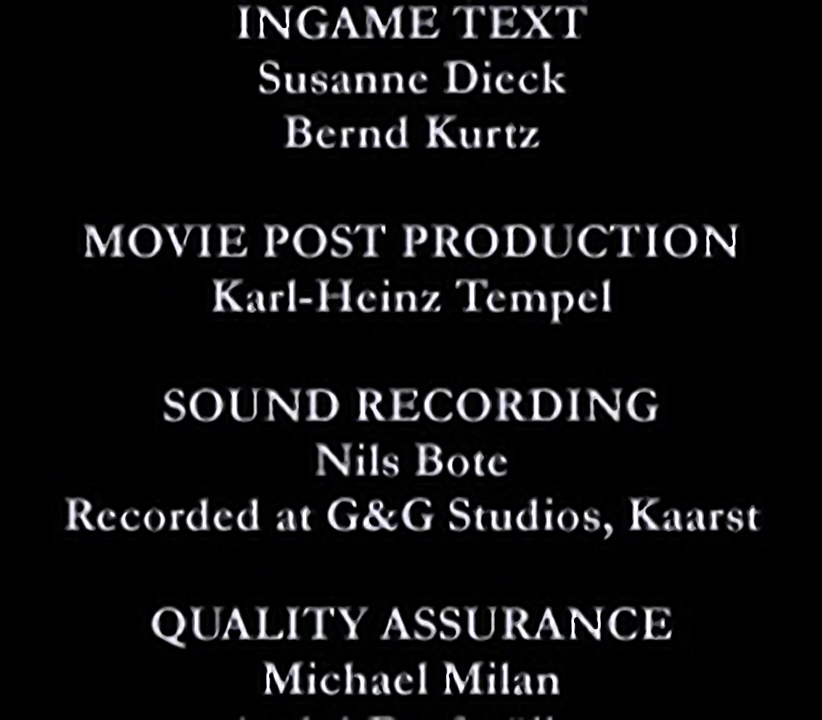 INGAME TEXT
Susanne Dieck
Bernd Kurtz
MOVIE POST PRODUCTION
Karl-Heinz Tempel
SOUND RECORDING
Nils Bote
Recorded at G&G Studios, Kaarst
QUALITY ASSURANCE
Michael Milan